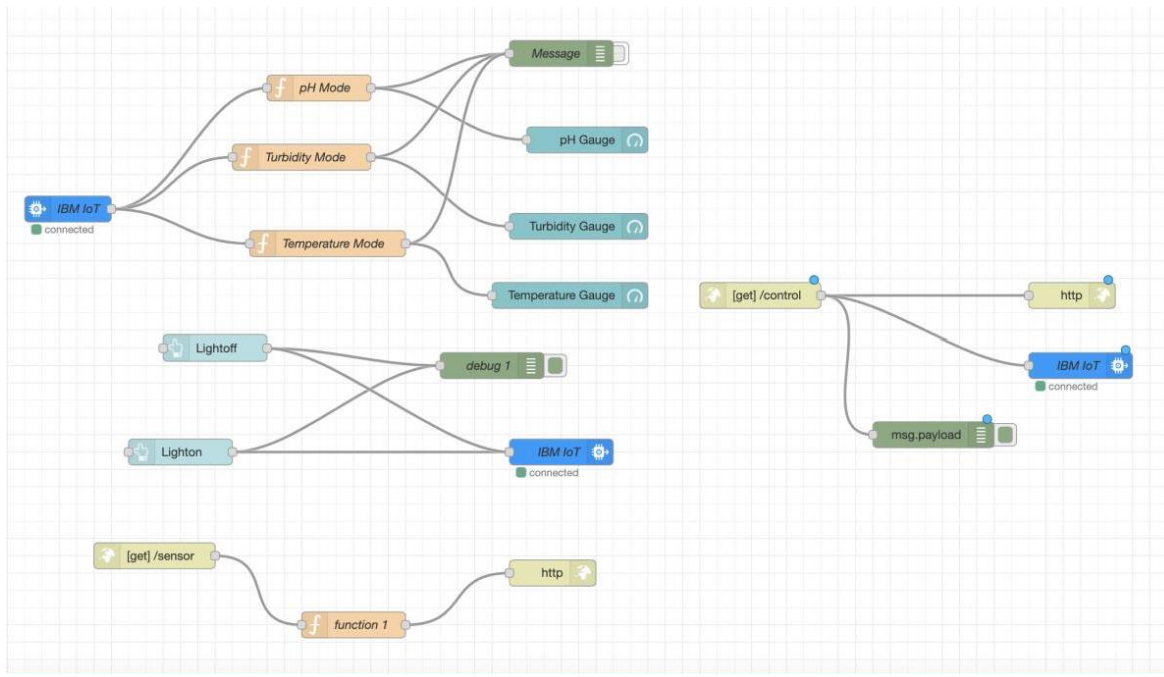 Message
pH Mode
pH Gauge
Turbidity Mode
IBM IoT
connected
Turbidity Gauge
Temperature Mode
Temperature Gauge
[get] /control
http
Lightoff
debug 1
IBM IoT
connected
msg.payload
Lighton
IBM IoT
connected
[get] /sensor
http
function 1